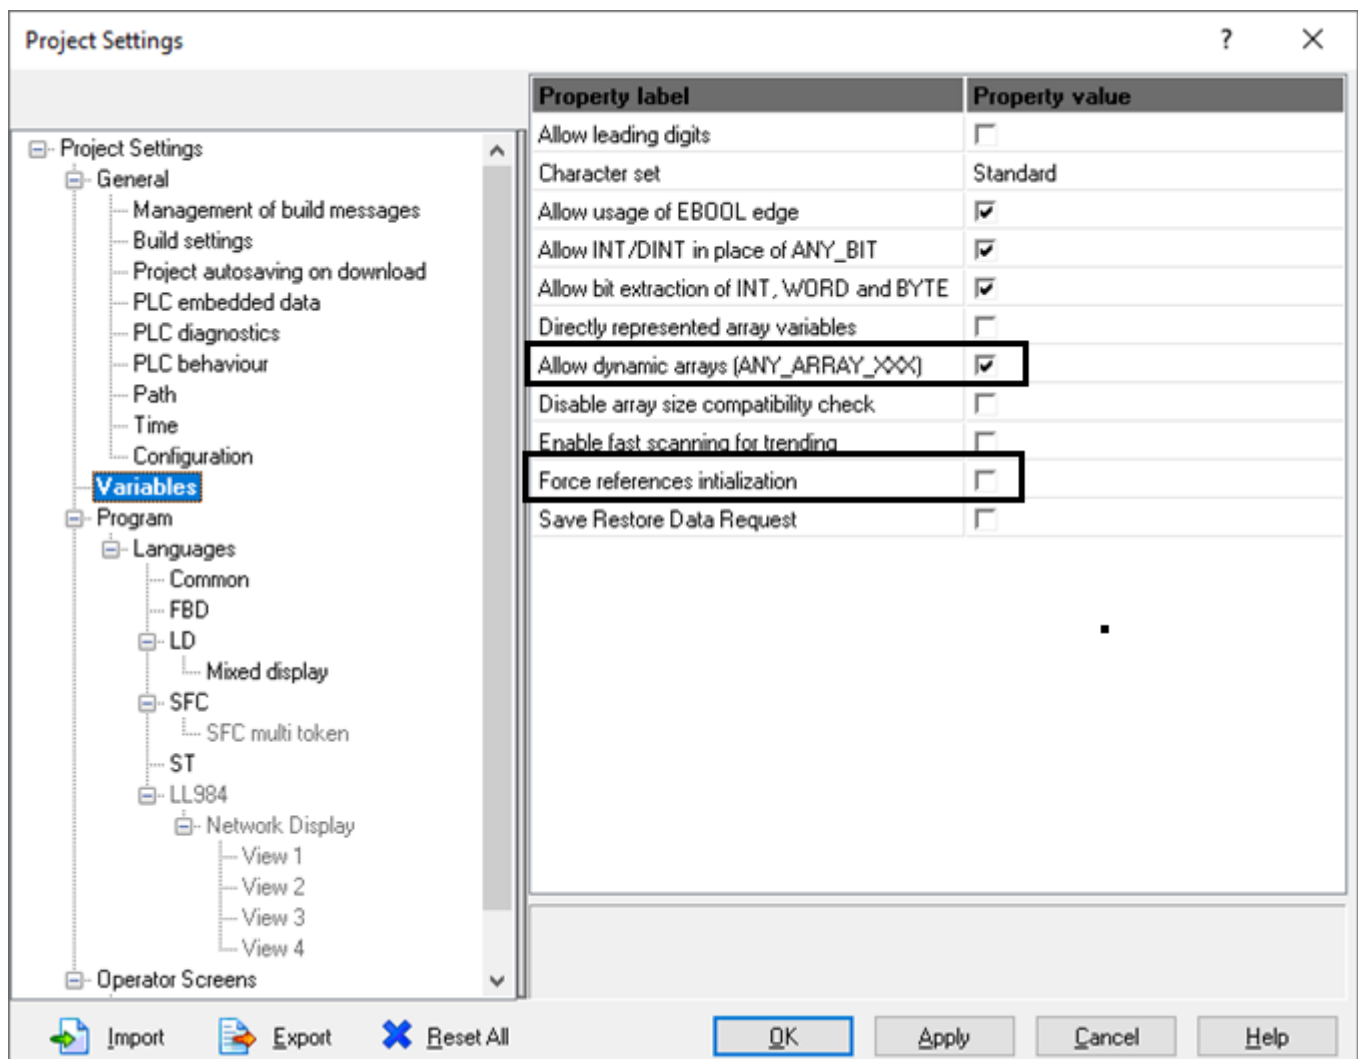 Project Settings
?
Property label Property value
Allow leading digits
Character set Standard
Allow usage of EBOOL edge
Allow INT/DINT in place of ANY_BIT
Allow bit extraction of INT, WORD and BYTE
Directly represented array variables
Allow dynamic arrays (ANY_ARRAY_XXX)
Disable array size compatibility check
Enable fast scanning for trending
Force references intialization
Save Restore Data Request
Project Settings
General
Management of build messages
Build settings
Project autosaving on download
PLC embedded data
PLC diagnostics
PLC behaviour
Path
Time
Configuration
Variables
Program
Languages
Common
FBD
LD
Mixed display
SFC
SFC multi token
ST
LL984
Network Display
View 1
View 2
View 3
View 4
Operator Screens
Import Export Reset All OK Apply Cancel Help